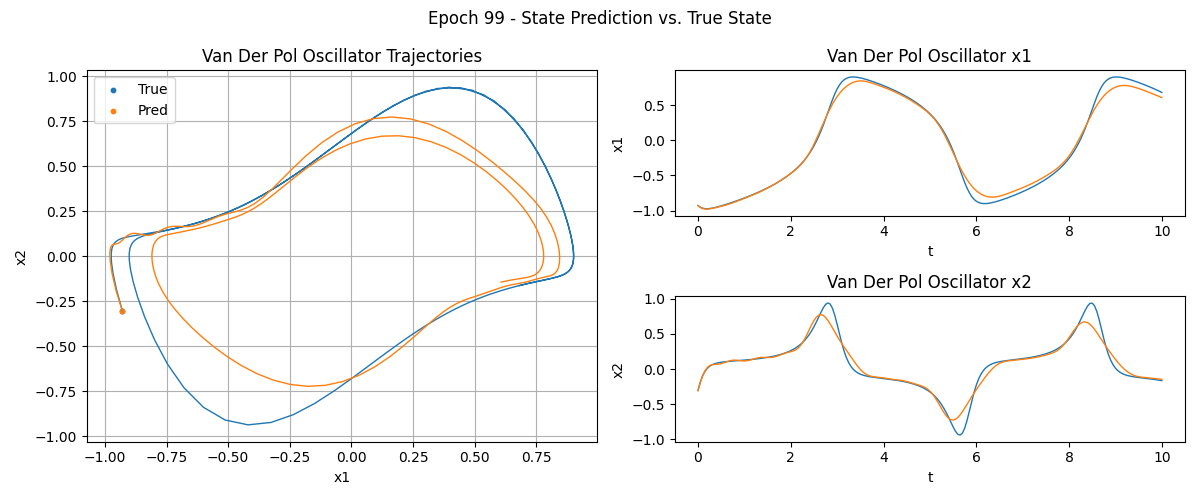 Epoch 99 - State Prediction vs. True State
Van Der Pol Oscillator Trajectories
True
Pred
1.00
0.75
0.50
0.25
0.00
−0.25
−0.50
−0.75
−1.00
x2
−1.00 −0.75 −0.50 −0.25 0.00 0.25 0.50 0.75
x1
Van Der Pol Oscillator x1
0.5
0.0
−0.5
−1.0
x1
0 2 4 6 8 10
t
Van Der Pol Oscillator x2
1.0
0.5
0.0
−0.5
−1.0
x2
0 2 4 6 8 10
t